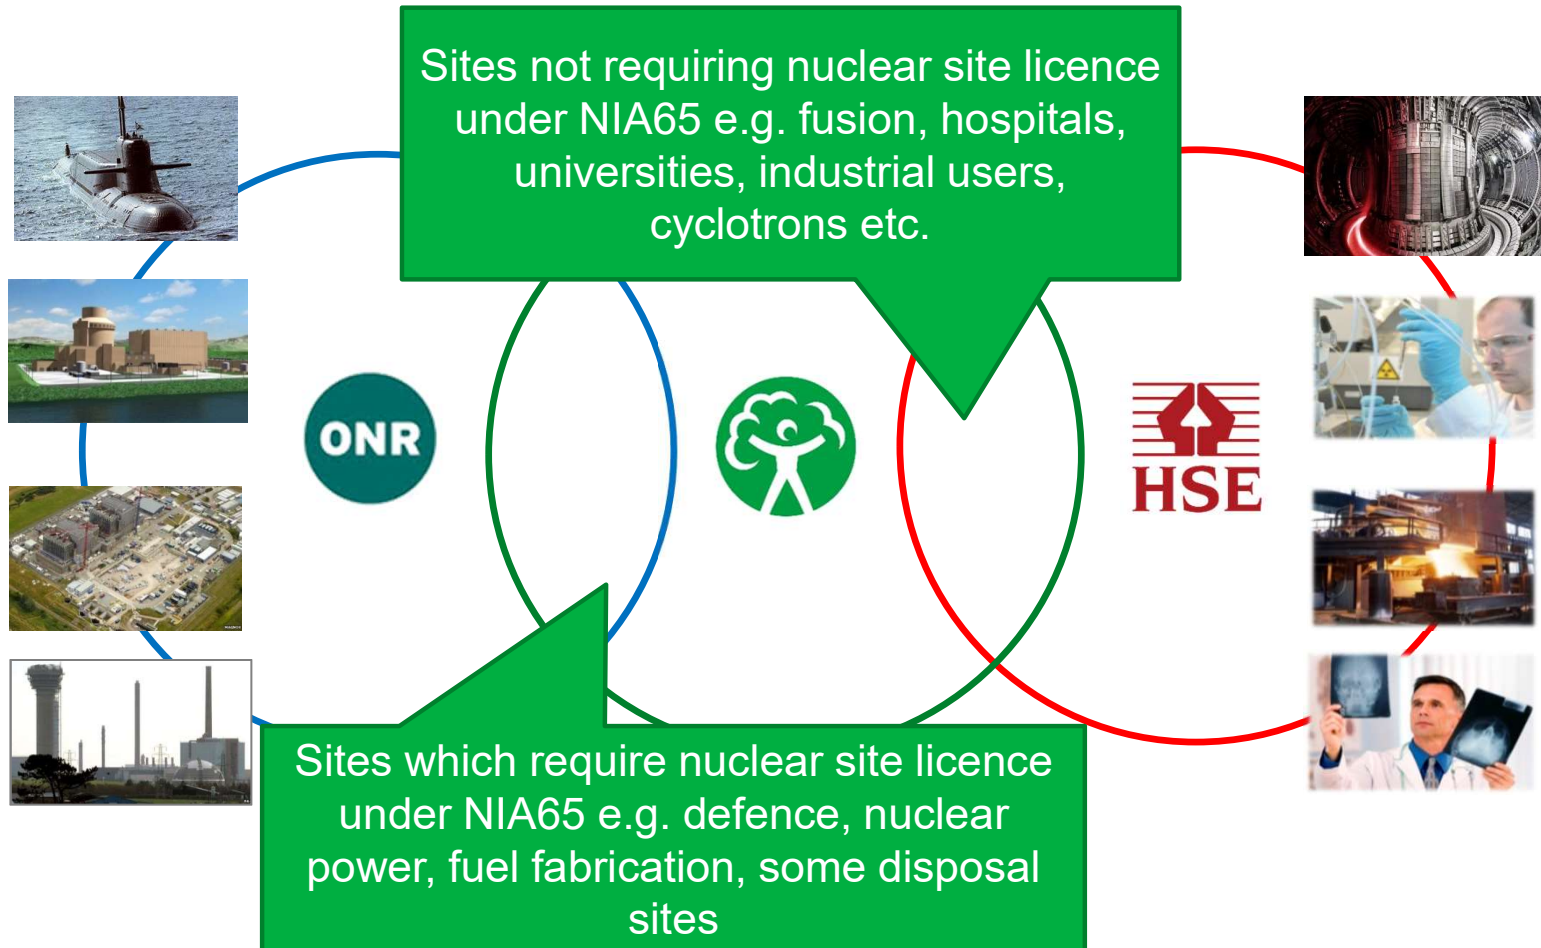 Sites not requiring nuclear site licence
under NIA65 e.g. fusion, hospitals,
universities, industrial users,
cyclotrons etc.
ONR
HSE
Sites which require nuclear site licence
under NIA65 e.g. defence, nuclear
power, fuel fabrication, some disposal
sites